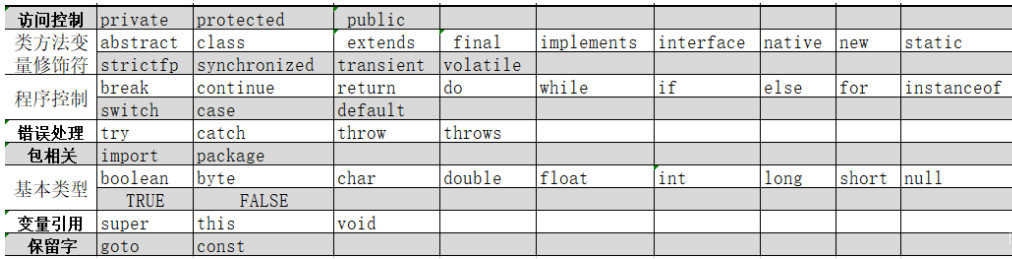 访问控制 private protected public
类方法变 abstract class extends final implements interface native new static
量修饰符 strictfp synchronized transient volatile
程序控制 break continue return do while if else for instanceof
switch case default
错误处理 try catch throw throws
包相关 import package
基本类型 boolean byte char double float int long short null
TRUE FALSE
变量引用 super this void
保留字 goto const